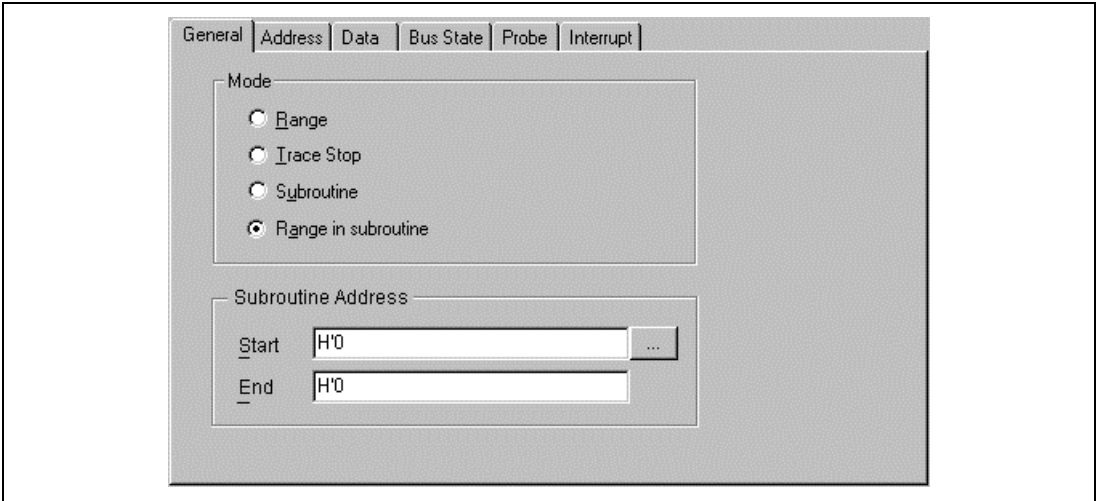 General Address Data Bus State Probe Interrupt
Mode
Range
Trace Stop
Subroutine
Range in subroutine
Subroutine Address
Start H'0 ...
End H'0